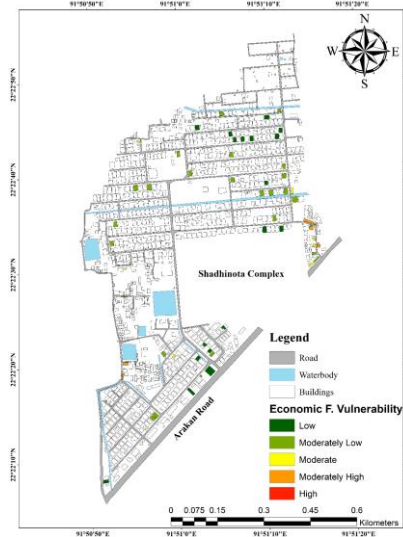 91°50'50"E 91°51'0"E 91°51'10"E 91°51'20"E
N
W E
S
22°22'50"N
22°22'40"N
22°22'30"N
22°22'20"N
22°22'10"N
Shadhinota Complex
Arakan Road
Legend
Road
Waterbody
Buildings
Economic F. Vulnerability
Low
Moderately Low
Moderate
Moderately High
High
0 0.075 0.15 0.3 0.45 0.6
Kilometers
91°50'50"E 91°51'0"E 91°51'10"E 91°51'20"E